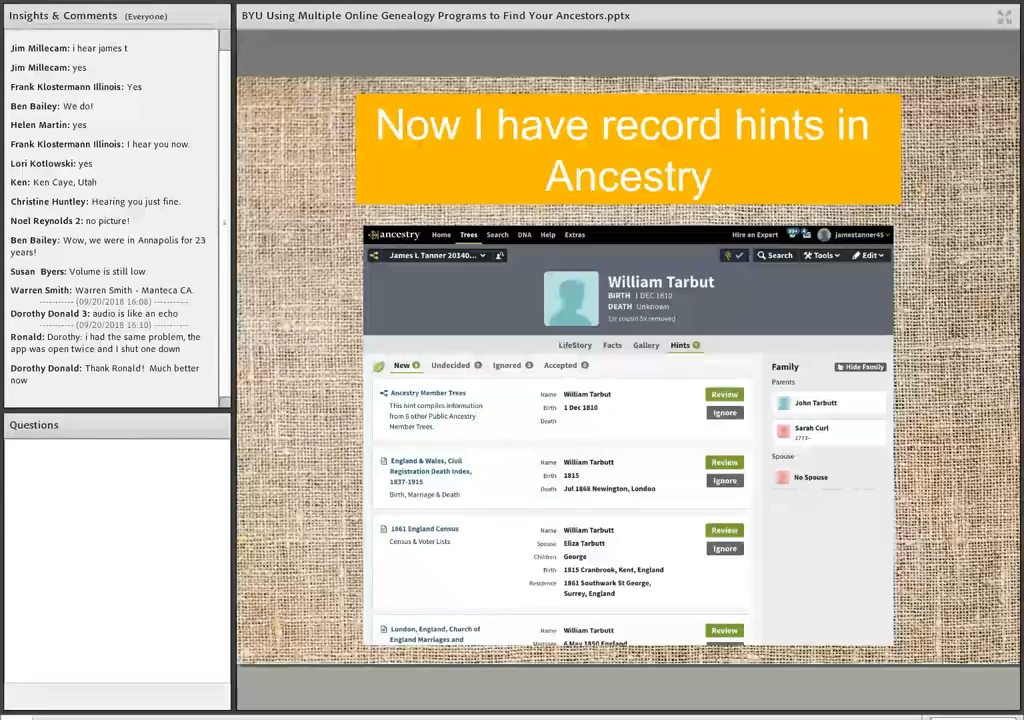 Insights & Comments (Everyone)
Jim Millecam: i hear james t
Jim Millecam: yes
Frank Klostermann Illinois: Yes
Ben Bailey: We do!
Helen Martin: yes
Frank Klostermann Illinois: I hear you now.
Lori Kotlowski: yes
Ken: Ken Caye, Utah
Christine Huntley: Hearing you just fine.
Noel Reynolds 2: no picture!
Ben Bailey: Wow, we were in Annapolis for 23
years!
Susan Byers: Volume is still low
Warren Smith: Warren Smith - Manteca CA.
----------- (09/20/2018 16:08) -----------
Dorothy Donald 3: audio is like an echo
----------- (09/20/2018 16:10) -----------
Ronald: Dorothy: i had the same problem, the
app was open twice and I shut one down
Dorothy Donald: Thank Ronald! Much better
now
Questions
BYU Using Multiple Online Genealogy Programs to Find Your Ancestors.pptx
Now I have record hints in
Ancestry
ancestry Home Trees Search DNA Help Extras Hire an Expert jamestanner45
James L Tanner 20140... Search Tools Edit
William Tarbut
BIRTH 1 DEC 1810
DEATH Unknown
1st cousin 5x removed
LifeStory Facts Gallery Hints
New Undecided Ignored Accepted
Ancestry Member Trees
This hint compiles information
from 6 other Public Ancestry
Member Trees.
Name William Tarbut
Birth 1 Dec 1810
Death
Review
Ignore
England & Wales, Civil
Registration Death Index,
1837-1915
Birth, Marriage & Death
Name William Tarbutt
Birth 1815
Death Jul 1868 Newington, London
Review
Ignore
1861 England Census
Census & Voter Lists
Name William Tarbutt
Spouse Eliza Tarbutt
Children George
Birth 1815 Cranbrook, Kent, England
Residence 1861 Southwark St George,
Surrey, England
Review
Ignore
London, England, Church of
England Marriages and
Name William Tarbutt
Marriage 6 May 1850 England
Review
Family Hide Family
Parents
John Tarbutt
Sarah Curl
1773–
Spouse
No Spouse